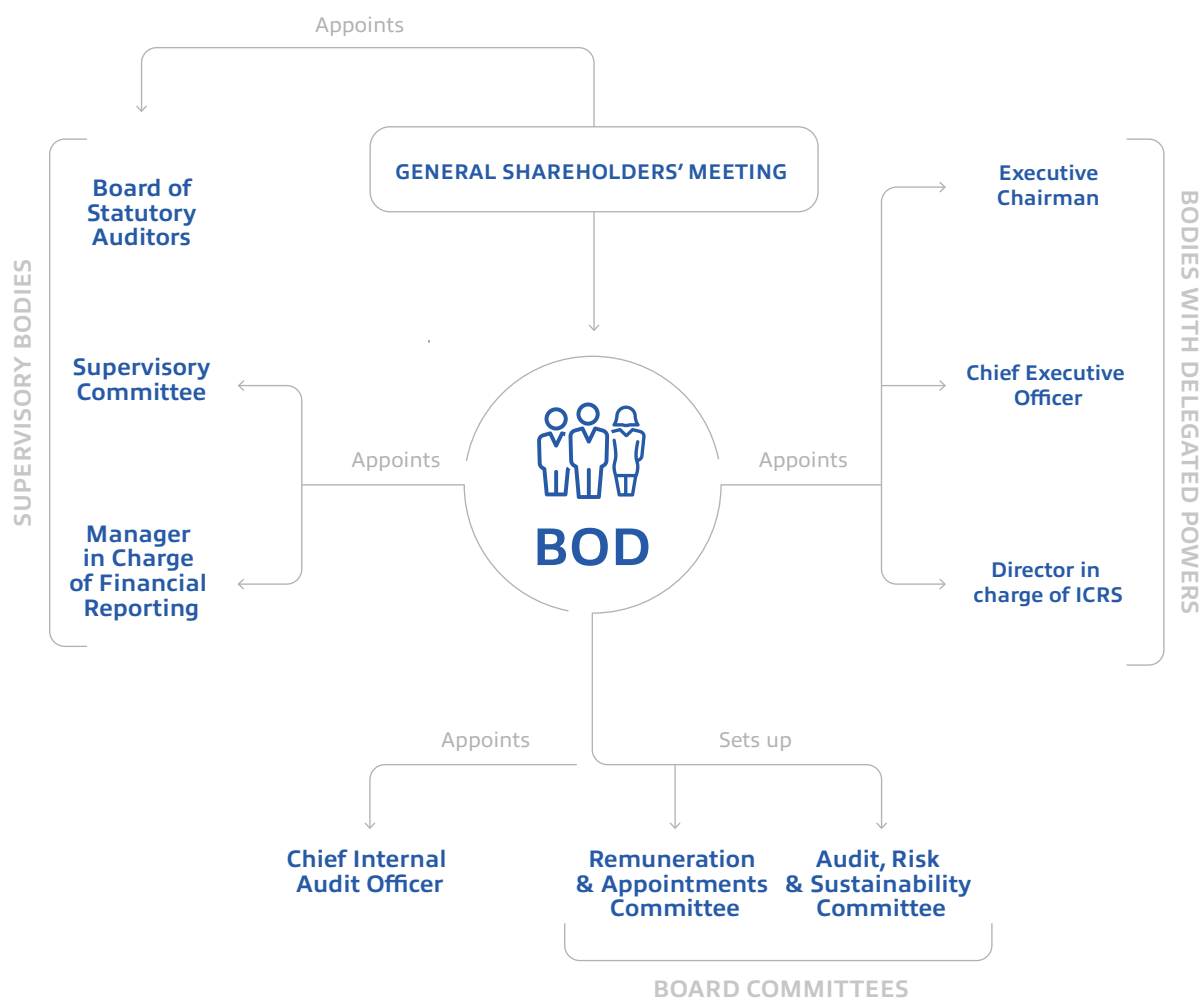 Appoints
GENERAL SHAREHOLDERS' MEETING
SUPERVISORY BODIES
Board of
Statutory
Auditors
Supervisory
Committee
Manager
in Charge
of Financial
Reporting
Appoints
BOD
Appoints
Executive
Chairman
Chief Executive
Officer
Director in
charge of ICRS
BODIES WITH DELEGATED POWERS
Appoints
Sets up
Chief Internal
Audit Officer
Remuneration
& Appointments
Committee
Audit, Risk
& Sustainability
Committee
BOARD COMMITTEES